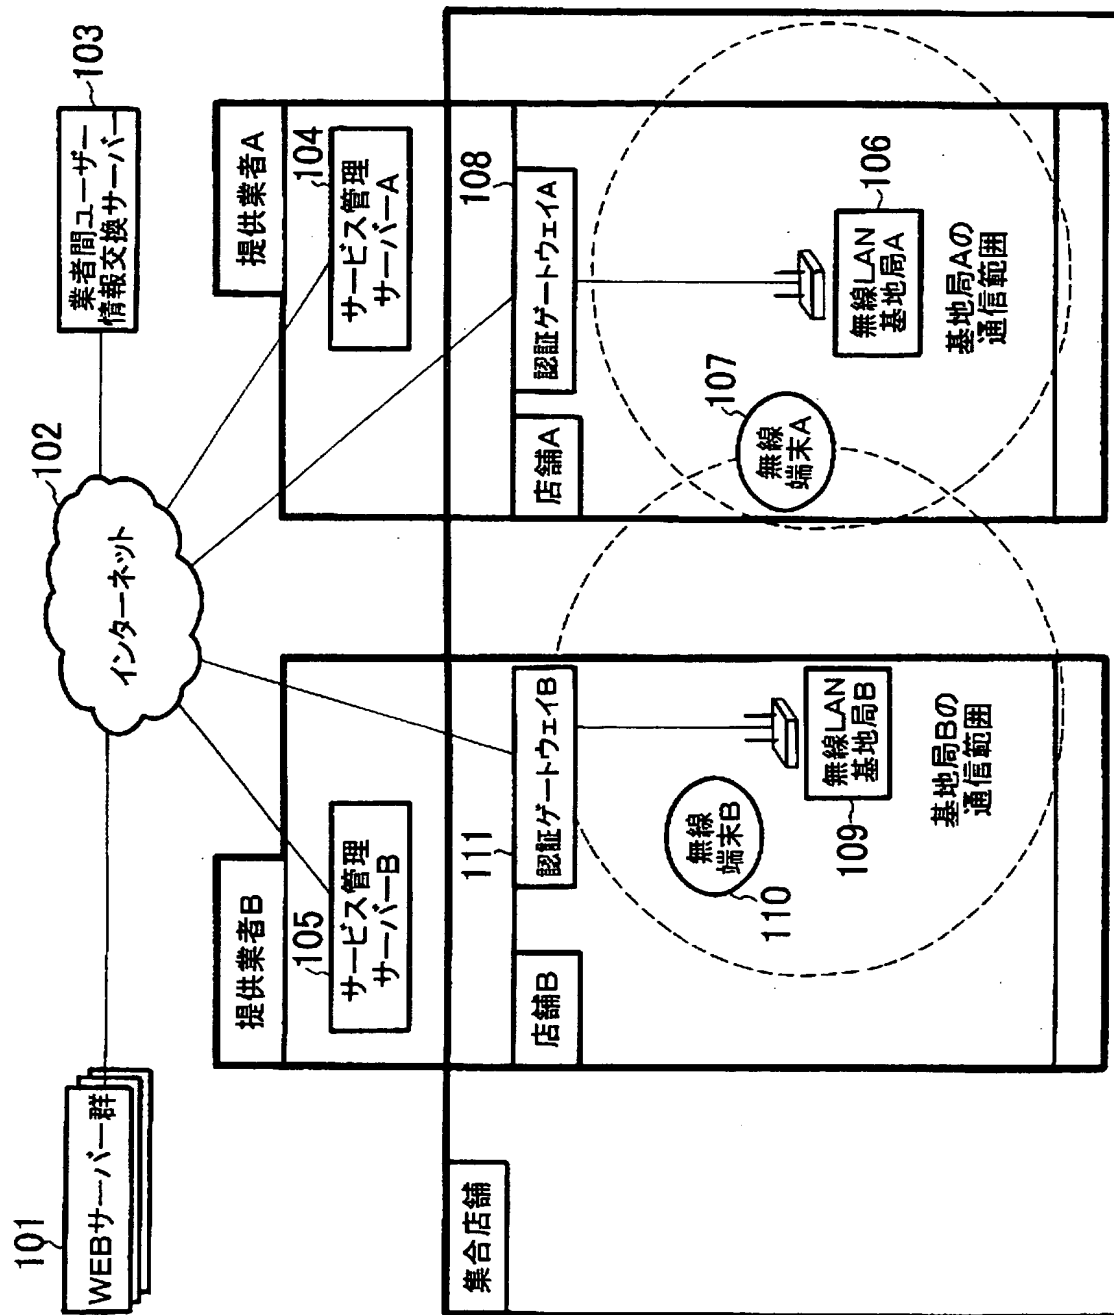 101
WEBサーバー群
102
インターネット
103
業者間ユーザー
情報交換サーバー
提供業者B
105
サービス管理
サーバーB
提供業者A
104
サービス管理
サーバーA
集合店舗
店舗B
111
認証ゲートウェイB
無線
端末B
110
無線LAN
基地局B
109
基地局Bの
通信範囲
店舗A
108
認証ゲートウェイA
107
無線
端末A
106
無線LAN
基地局A
基地局Aの
通信範囲